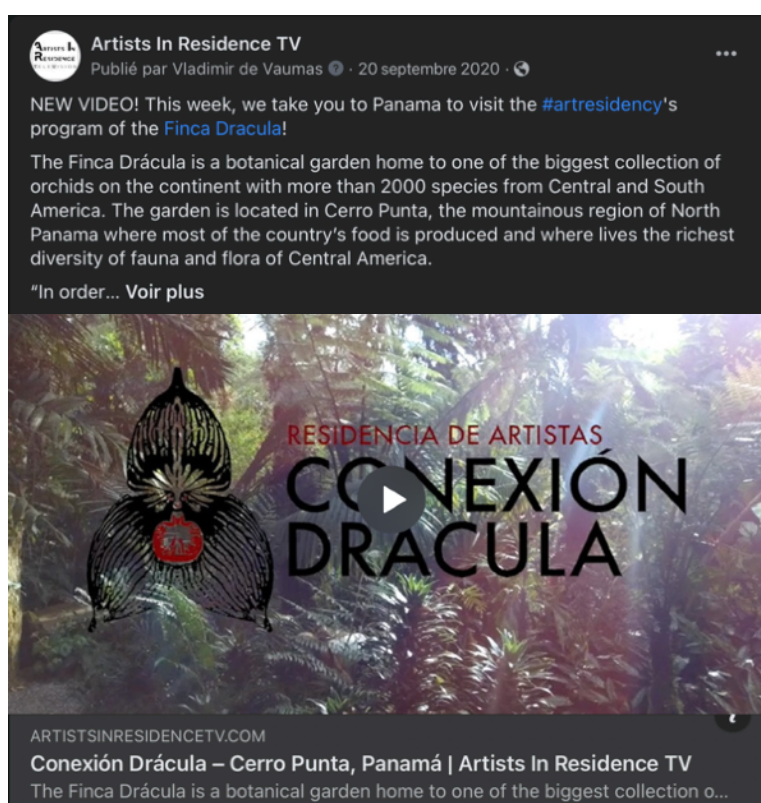 Artists In Residence TV
Publié par Vladimir de Vaumas · 20 septembre 2020 ·
NEW VIDEO! This week, we take you to Panama to visit the #artresidency's
program of the Finca Dracula!
The Finca Drácula is a botanical garden home to one of the biggest collection of
orchids on the continent with more than 2000 species from Central and South
America. The garden is located in Cerro Punta, the mountainous region of North
Panama where most of the country’s food is produced and where lives the richest
diversity of fauna and flora of Central America.
“In order... Voir plus
RESIDENCIA DE ARTISTAS
CONEXIÓN
DRACULA
ARTISTSINRESIDENCETV.COM
Conexión Drácula – Cerro Punta, Panamá | Artists In Residence TV
The Finca Drácula is a botanical garden home to one of the biggest collection o...